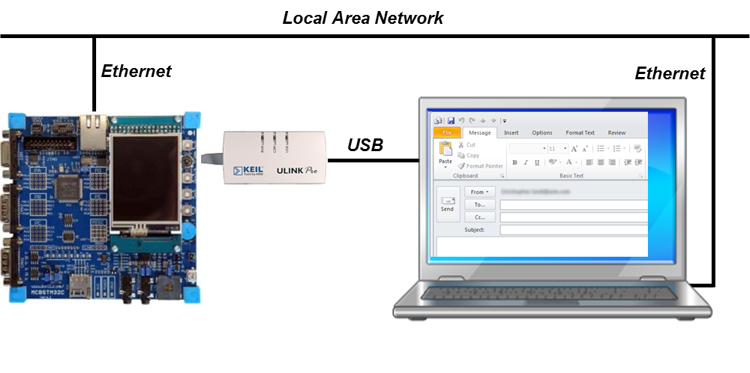 Local Area Network
Ethernet
Ethernet
USB
KEIL
ULINK Pro
MCBSTM32C
File Message Insert Options Format Text Review
Cut
Copy
Format Painter
Paste
11
B I U
Clipboard
Basic Text
From
To...
Cc...
Send
Subject: